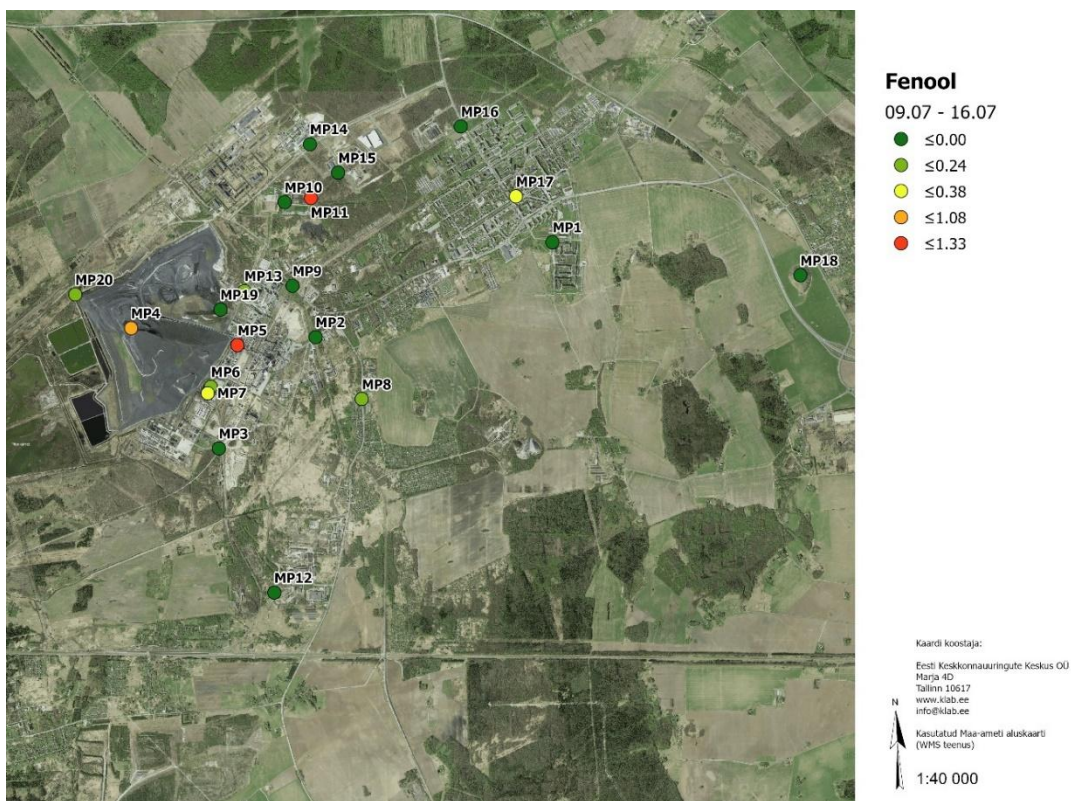 Fenool
09.07 - 16.07
≤0.00
≤0.24
≤0.38
≤1.08
≤1.33
MP16
MP14
MP15
MP10
MP11
MP17
MP1
MP18
MP20
MP13
MP9
MP19
MP4
MP5
MP2
MP6
MP7
MP8
MP3
MP12
Kaardi koostaja:
Eesti Keskkonnauuringute Keskus OÜ
Marja 4D
Tallinn 10617
www.klab.ee
info@klab.ee
N
Kasutatud Maa-ameti aluskaarti
(WMS teenus)
1:40 000